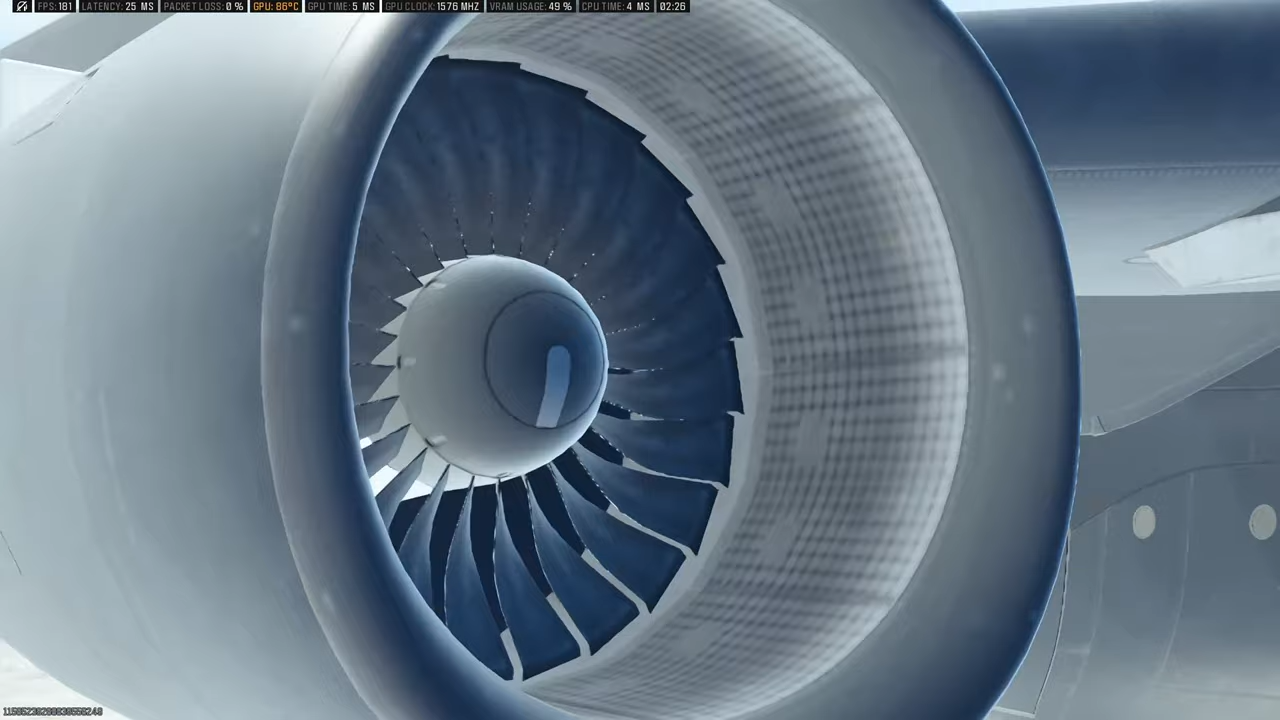 FPS: 181 LATENCY: 25 MS PACKET LOSS: 0 % GPU: 86°C GPU TIME: 5 MS GPU CLOCK: 1576 MHZ VRAM USAGE: 49 % CPU TIME: 4 MS 02:26